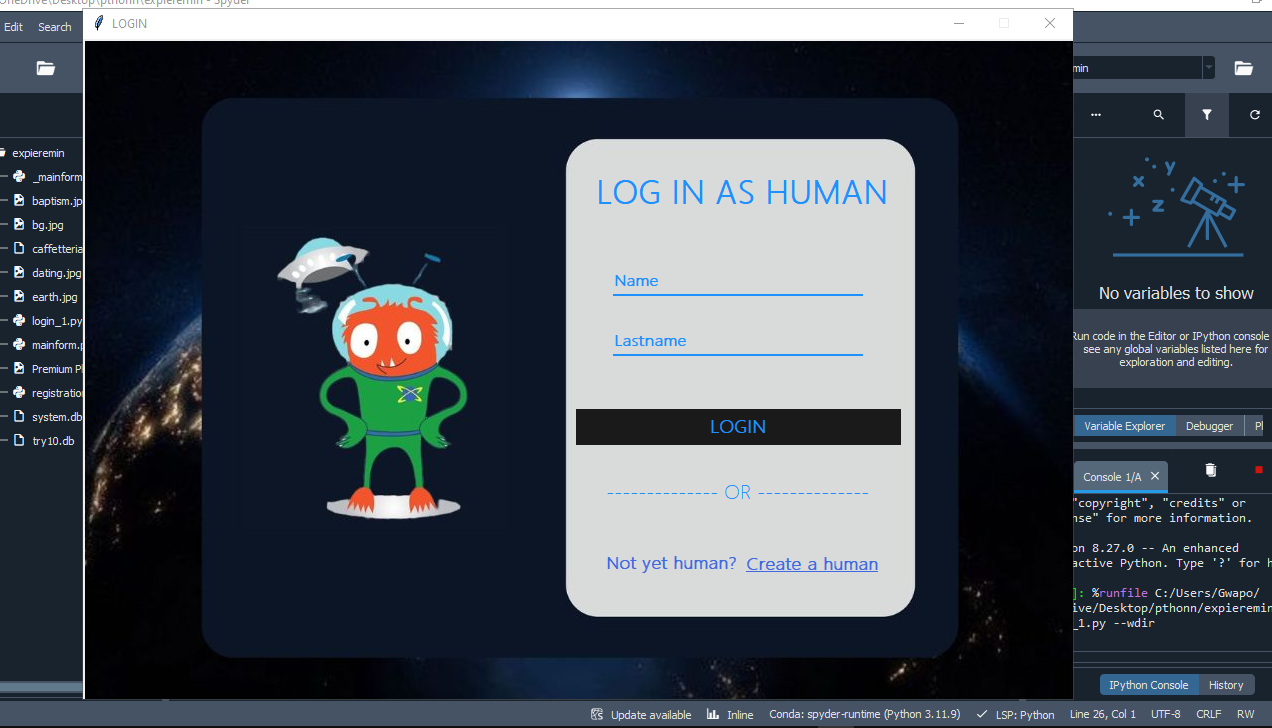 OneDrive\Desktop\pthonn\expieremin - Spyder
LOGIN
Edit Search
min
expieremin
_mainform
baptism.jp
bg.jpg
caffetteria
dating.jpg
earth.jpg
login_1.py
mainform.p
Premium Pl
registration
system.db
try10.db
LOG IN AS HUMAN
Name
Lastname
LOGIN
-------------- OR --------------
Not yet human? Create a human
x y z
No variables to show
Run code in the Editor or IPython console
see any global variables listed here for
exploration and editing.
Variable Explorer Debugger Pl
Console 1/A
"copyright", "credits" or
nse" for more information.
on 8.27.0 -- An enhanced
active Python. Type '?' for h
]: %runfile C:/Users/Gwapo/
ive/Desktop/pthonn/expieremin
_1.py --wdir
IPython Console History
Update available Inline Conda: spyder-runtime (Python 3.11.9) LSP: Python Line 26, Col 1 UTF-8 CRLF RW